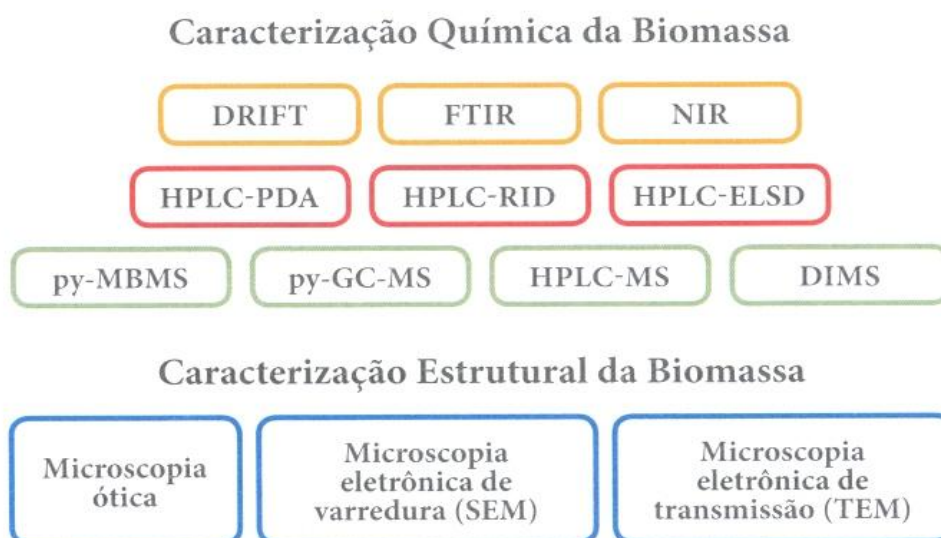 Caracterização Química da Biomassa
DRIFT FTIR NIR
HPLC-PDA HPLC-RID HPLC-ELSD
py-MBMS py-GC-MS HPLC-MS DIMS
Caracterização Estrutural da Biomassa
Microscopia
ótica
Microscopia
eletrônica de
varredura (SEM)
Microscopia
eletrônica de
transmissão (TEM)